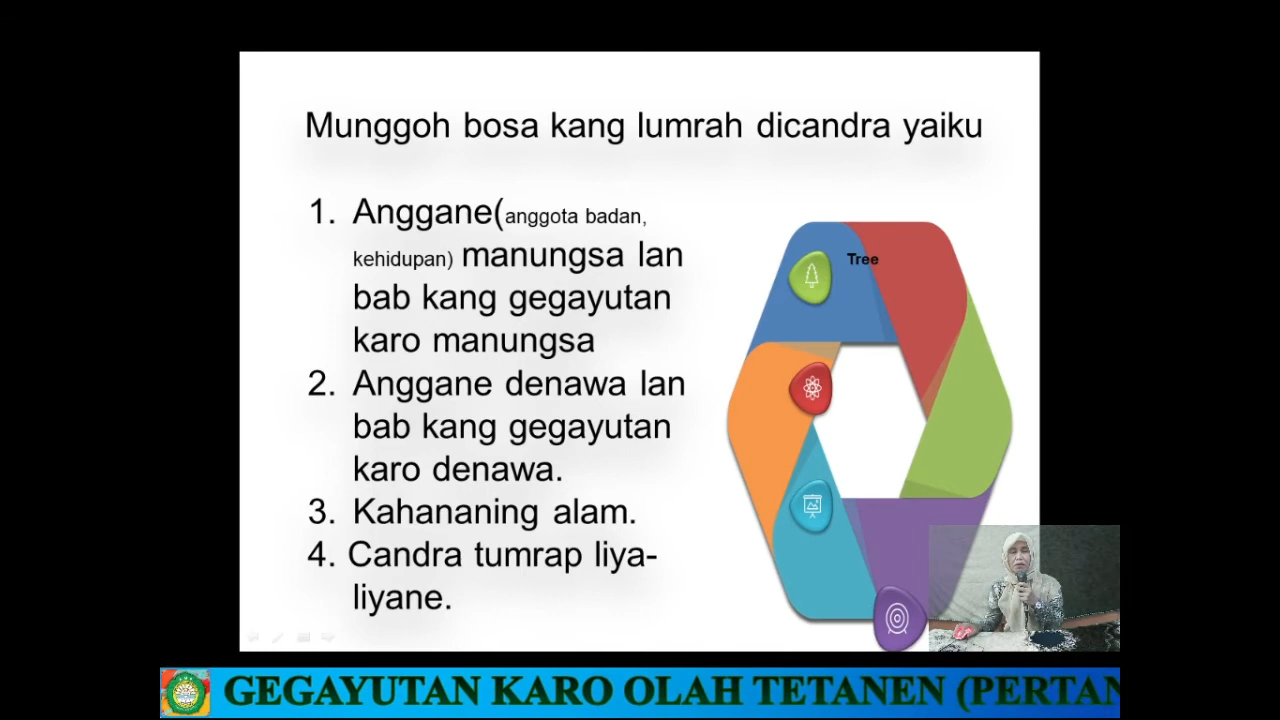 Munggoh bosa kang lumrah dicandra yaiku
1. Anggane(anggota badan,
kehidupan) manungsa lan
bab kang gegayutan
karo manungsa
2. Anggane denawa lan
bab kang gegayutan
karo denawa.
3. Kahananing alam.
4. Candra tumrap liya-
liyane.
Tree
GEGAYUTAN KARO OLAH TETANEN (PERTAN